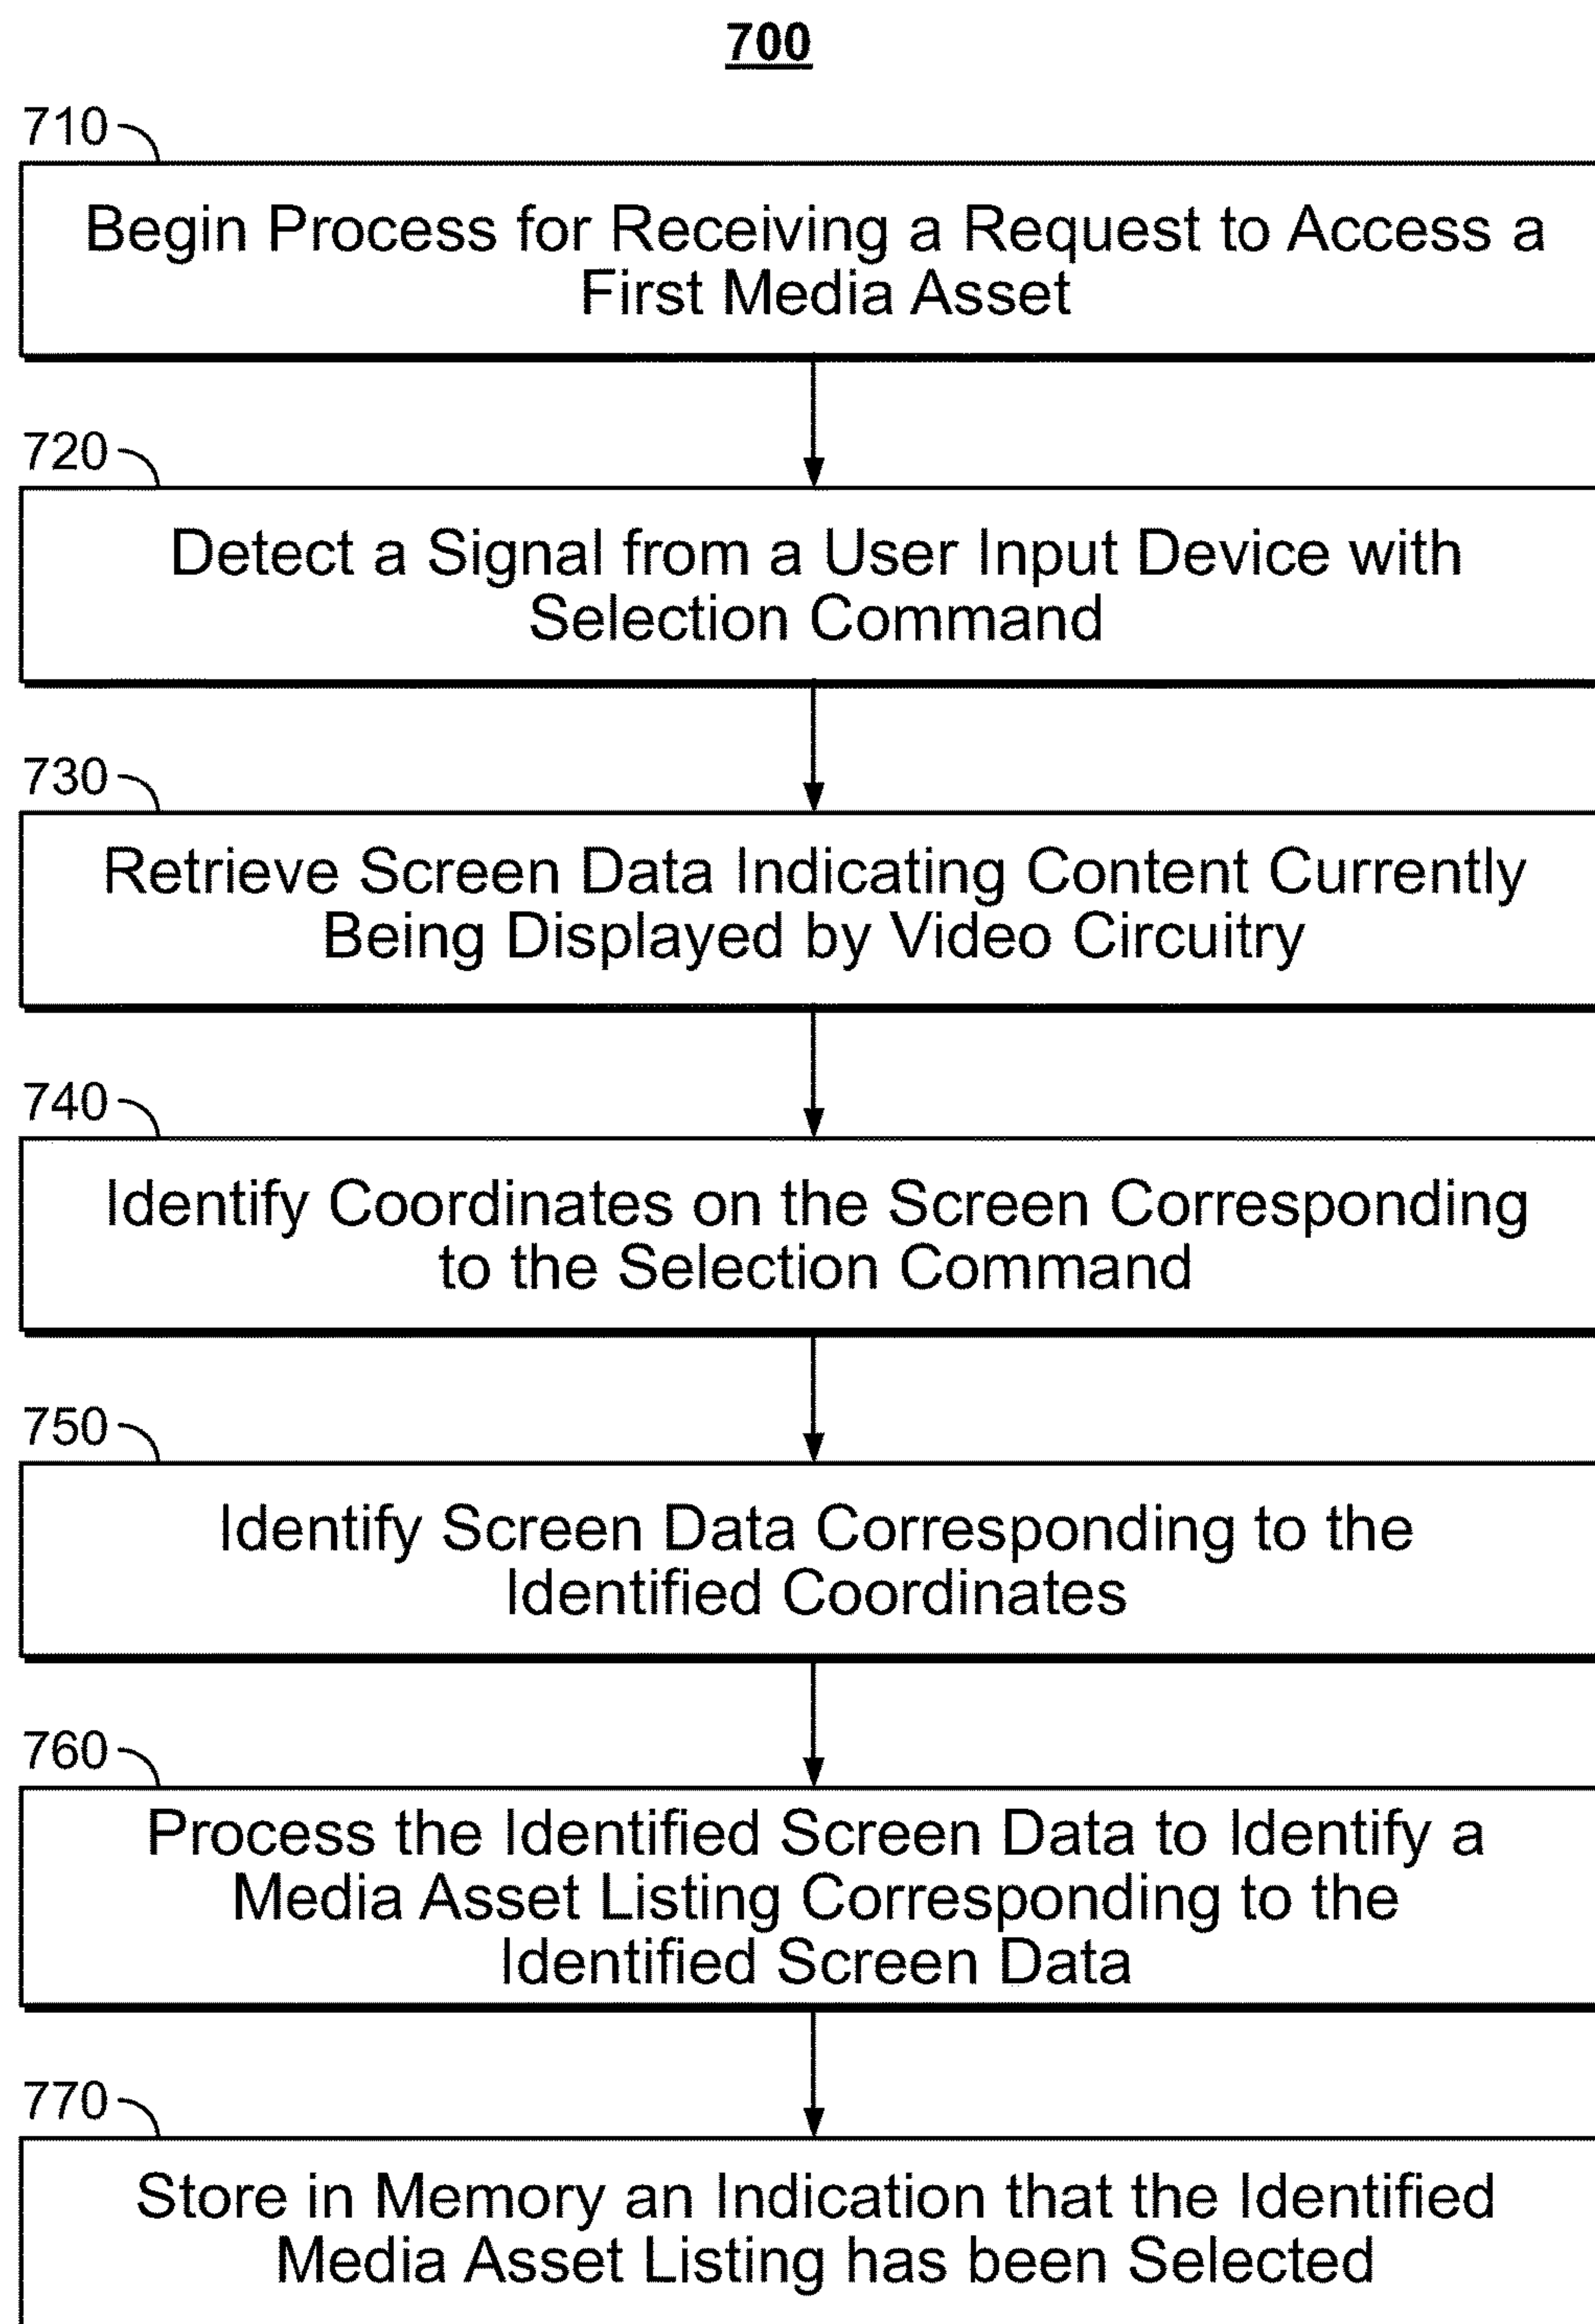 700
710
Begin Process for Receiving a Request to Access a
First Media Asset
720
Detect a Signal from a User Input Device with
Selection Command
730
Retrieve Screen Data Indicating Content Currently
Being Displayed by Video Circuitry
740
Identify Coordinates on the Screen Corresponding
to the Selection Command
750
Identify Screen Data Corresponding to the
Identified Coordinates
760
Process the Identified Screen Data to Identify a
Media Asset Listing Corresponding to the
Identified Screen Data
770
Store in Memory an Indication that the Identified
Media Asset Listing has been Selected